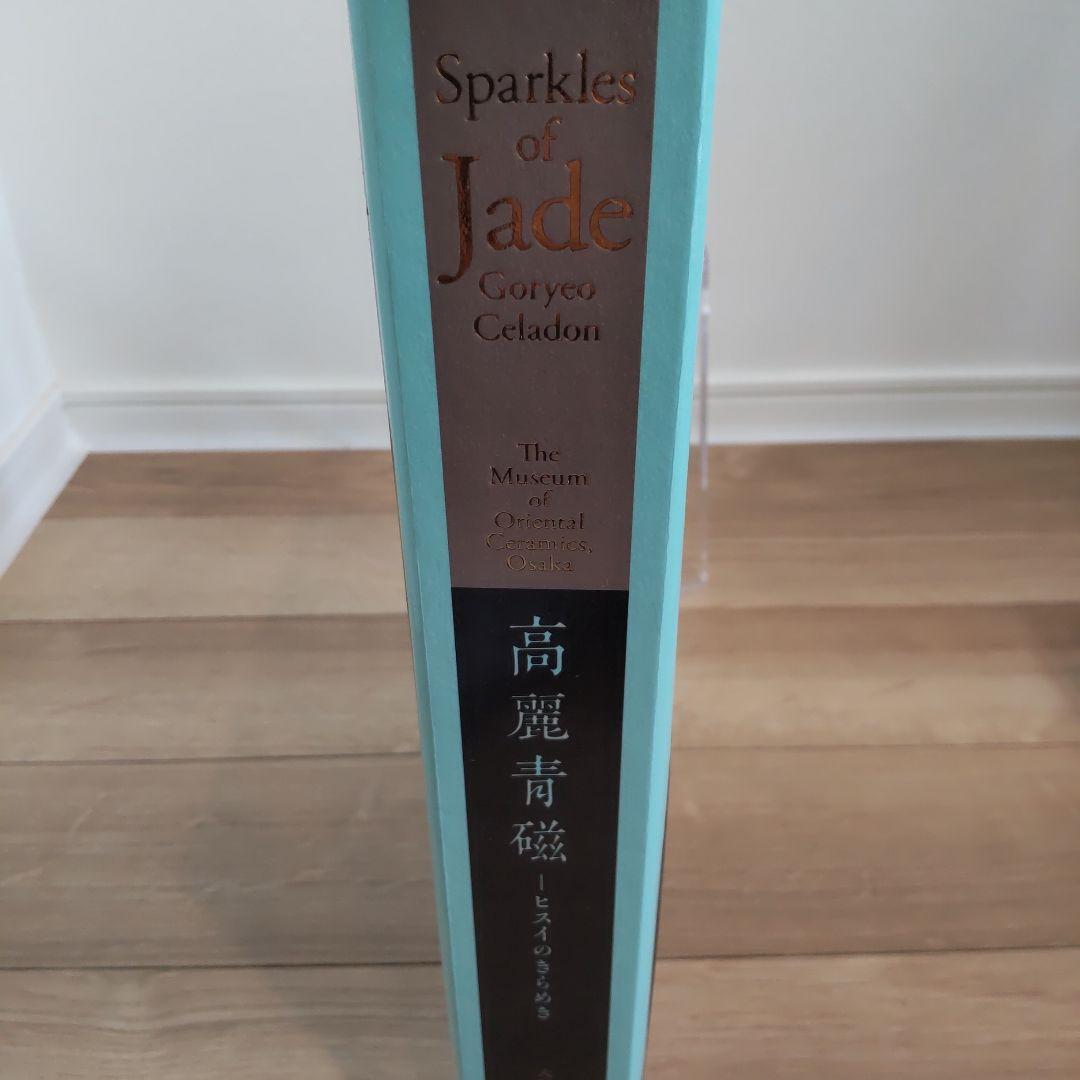 Sparkles
of
Jade
Goryeo
Celadon
The
Museum
of
Oriental
Ceramics,
Osaka
高麗青磁
―ヒスイのきらめき